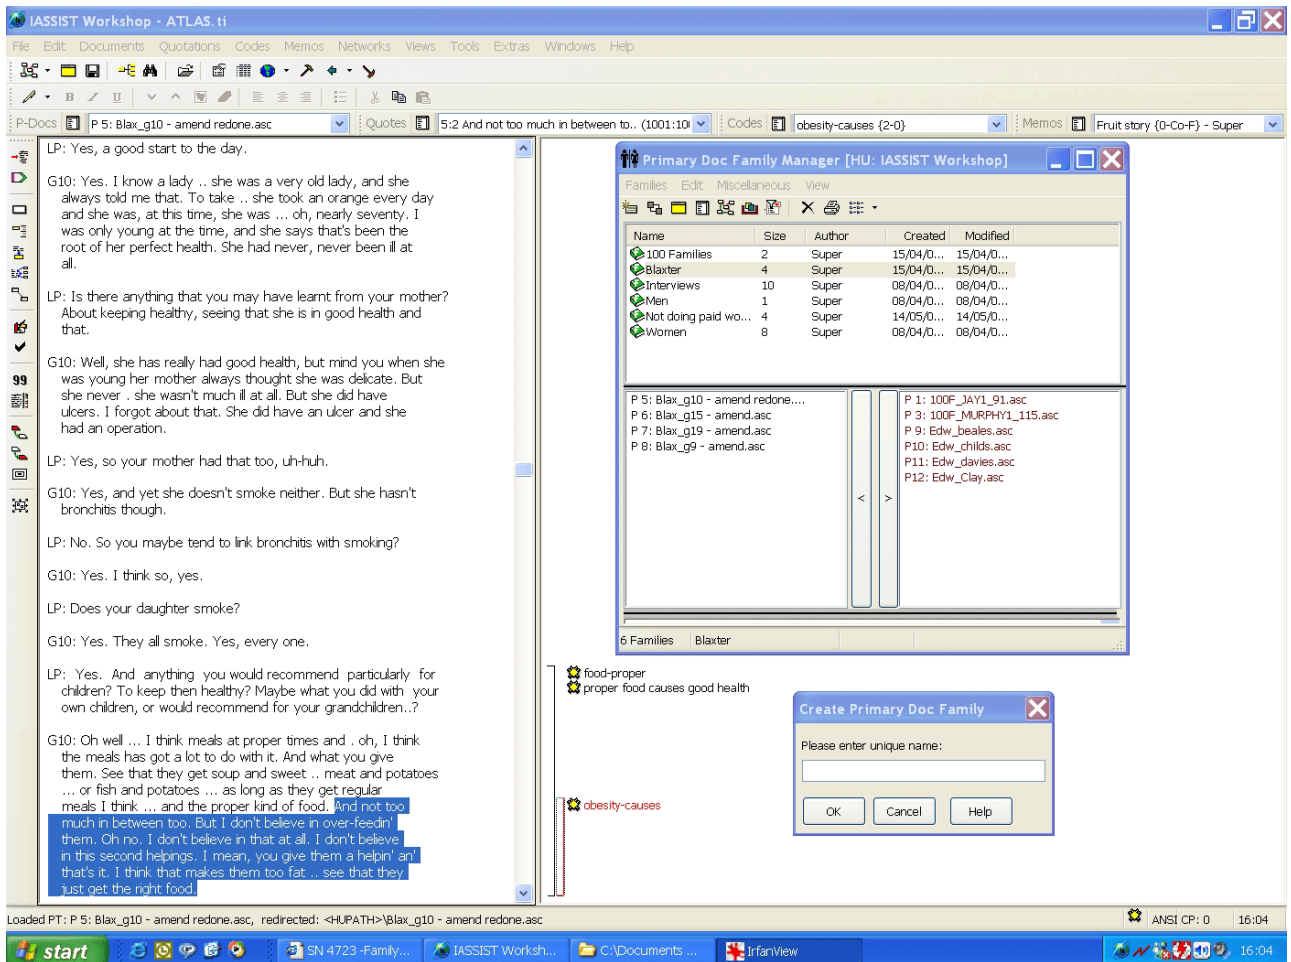 IASSIST Workshop - ATLAS.ti
File Edit Documents Quotations Codes Memos Networks Views Tools Extras Windows Help
B I U
P-Docs P 5: Blax_g10 - amend redone.asc Quotes 5:2 And not too much in between to.. (1001:10 Codes obesity-causes {2-0} Memos Fruit story {0-Co-F} - Super
LP: Yes, a good start to the day.
G10: Yes. I know a lady .. she was a very old lady, and she
always told me that. To take .. she took an orange every day
and she was, at this time, she was ... oh, nearly seventy. I
was only young at the time, and she says that's been the
root of her perfect health. She had never, never been ill at
all.
LP: Is there anything that you may have learnt from your mother?
About keeping healthy, seeing that she is in good health and
that.
G10: Well, she has really had good health, but mind you when she
was young her mother always thought she was delicate. But
she never . she wasn't much ill at all. But she did have
ulcers. I forgot about that. She did have an ulcer and she
had an operation.
LP: Yes, so your mother had that too, uh-huh.
G10: Yes, and yet she doesn't smoke neither. But she hasn't
bronchitis though.
LP: No. So you maybe tend to link bronchitis with smoking?
G10: Yes. I think so, yes.
LP: Does your daughter smoke?
G10: Yes. They all smoke. Yes, every one.
LP: Yes. And anything you would recommend particularly for
children? To keep then healthy? Maybe what you did with your
own children, or would recommend for your grandchildren..?
G10: Oh well ... I think meals at proper times and . oh, I think
the meals has got a lot to do with it. And what you give
them. See that they get soup and sweet .. meat and potatoes
... or fish and potatoes ... as long as they get regular
meals I think ... and the proper kind of food. And not too
much in between too. But I don't believe in over-feedin'
them. Oh no. I don't believe in that at all. I don't believe
in this second helpings. I mean, you give them a helpin' an'
that's it. I think that makes them too fat .. see that they
just get the right food.
99
Primary Doc Family Manager [HU: IASSIST Workshop]
Families Edit Miscellaneous View
Name Size Author Created Modified
100 Families 2 Super 15/04/0... 15/04/0...
Blaxter 4 Super 15/04/0... 15/04/0...
Interviews 10 Super 08/04/0... 08/04/0...
Men 1 Super 08/04/0... 08/04/0...
Not doing paid wo... 4 Super 14/05/0... 14/05/0...
Women 8 Super 08/04/0... 08/04/0...
P 5: Blax_g10 - amend redone....
P 6: Blax_g15 - amend.asc
P 7: Blax_g19 - amend.asc
P 8: Blax_g9 - amend.asc
< >
P 1: 100F_JAY1_91.asc
P 3: 100F_MURPHY1_115.asc
P 9: Edw_beales.asc
P10: Edw_childs.asc
P11: Edw_davies.asc
P12: Edw_Clay.asc
6 Families Blaxter
food-proper
proper food causes good health
obesity-causes
Create Primary Doc Family
Please enter unique name:
OK Cancel Help
Loaded PT: P 5: Blax_g10 - amend redone.asc, redirected: <HUPATH>\Blax_g10 - amend redone.asc ANSI CP: 0 16:04
start SN 4723 -Family... IASSIST Worksh... C:\Documents ... IrfanView 16:04